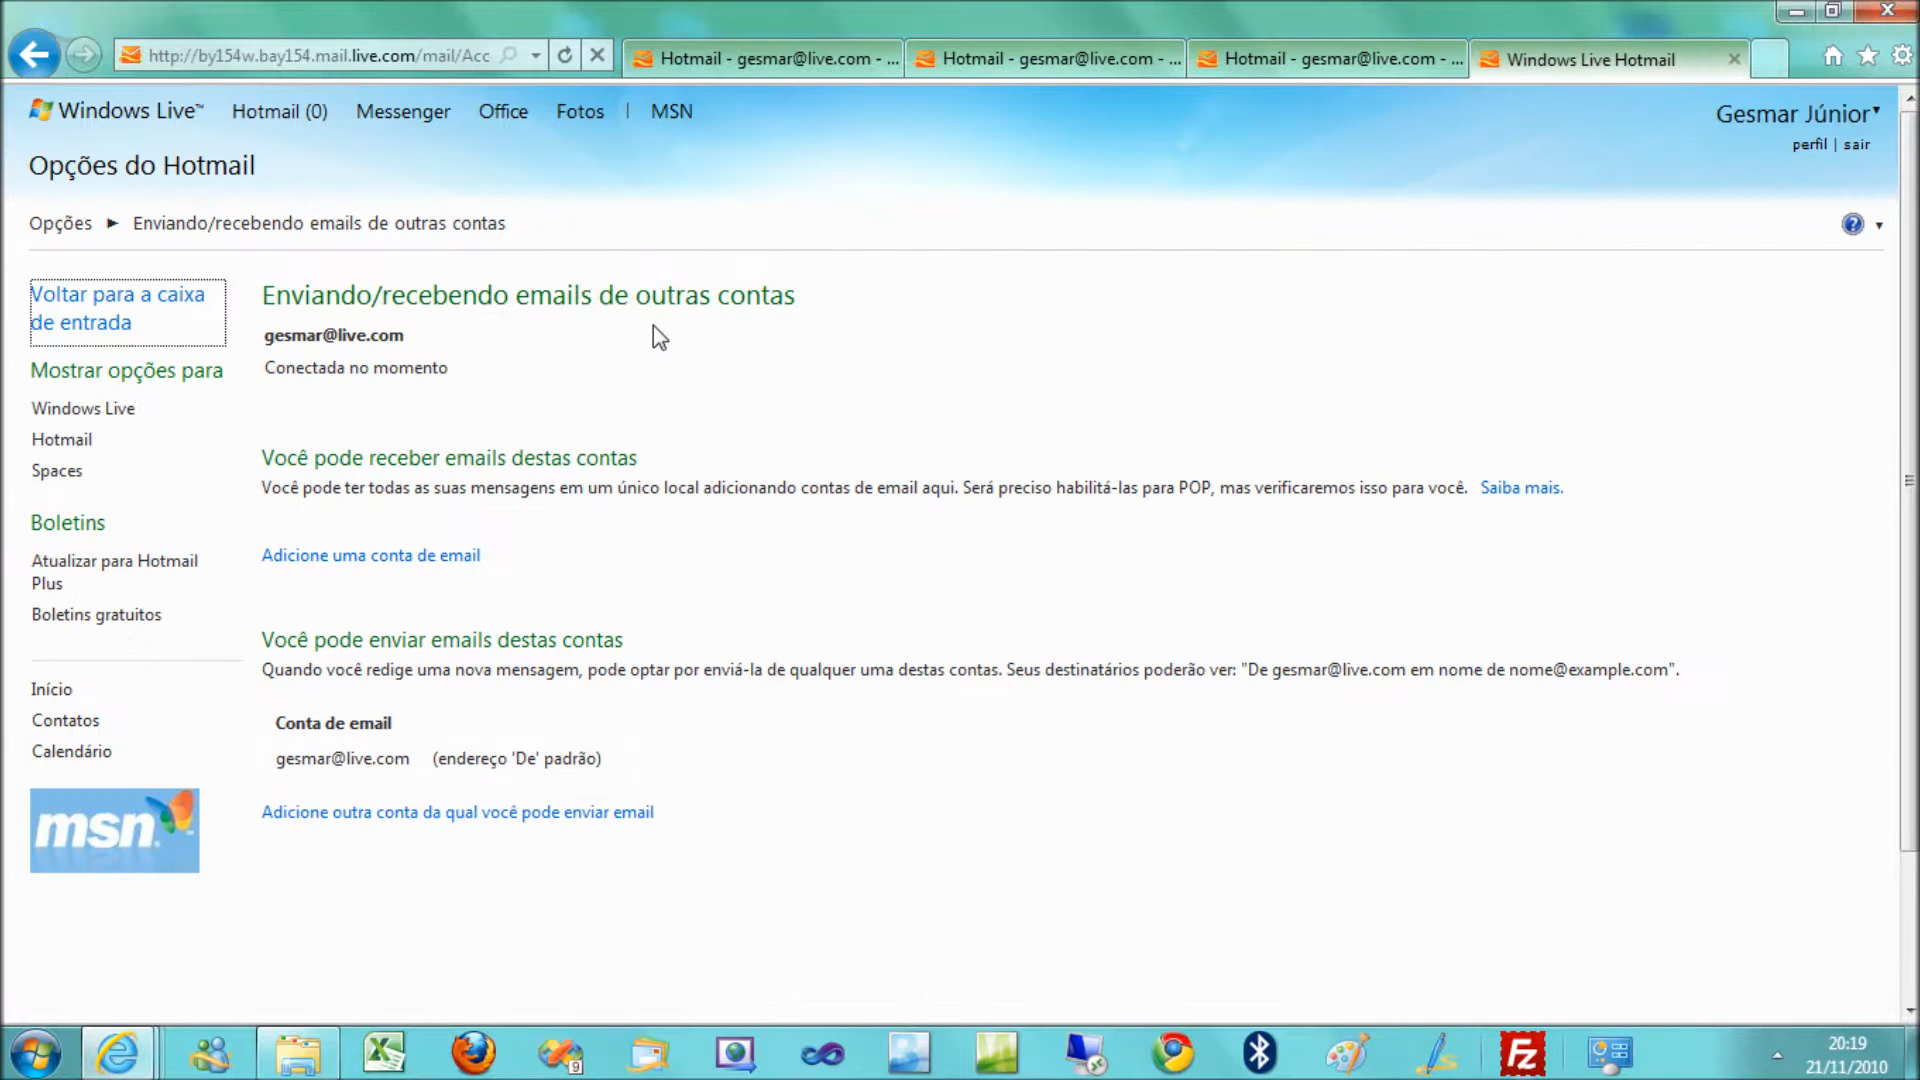 http://by154w.bay154.mail.live.com/mail/Acc
Hotmail - gesmar@live.com - ...
Hotmail - gesmar@live.com - ...
Hotmail - gesmar@live.com - ...
Windows Live Hotmail
Windows Live™
Hotmail (0)
Messenger
Office
Fotos
|
MSN
Gesmar Júnior
perfil | sair
Opções do Hotmail
Opções ► Enviando/recebendo emails de outras contas
Voltar para a caixa
de entrada
Mostrar opções para
Windows Live
Hotmail
Spaces
Boletins
Atualizar para Hotmail
Plus
Boletins gratuitos
Início
Contatos
Calendário
msn
Enviando/recebendo emails de outras contas
gesmar@live.com
Conectada no momento
Você pode receber emails destas contas
Você pode ter todas as suas mensagens em um único local adicionando contas de email aqui. Será preciso habilitá-las para POP, mas verificaremos isso para você. Saiba mais.
Adicione uma conta de email
Você pode enviar emails destas contas
Quando você redige uma nova mensagem, pode optar por enviá-la de qualquer uma destas contas. Seus destinatários poderão ver: "De gesmar@live.com em nome de nome@example.com".
Conta de email
gesmar@live.com (endereço 'De' padrão)
Adicione outra conta da qual você pode enviar email
9
Fz
20:19
21/11/2010